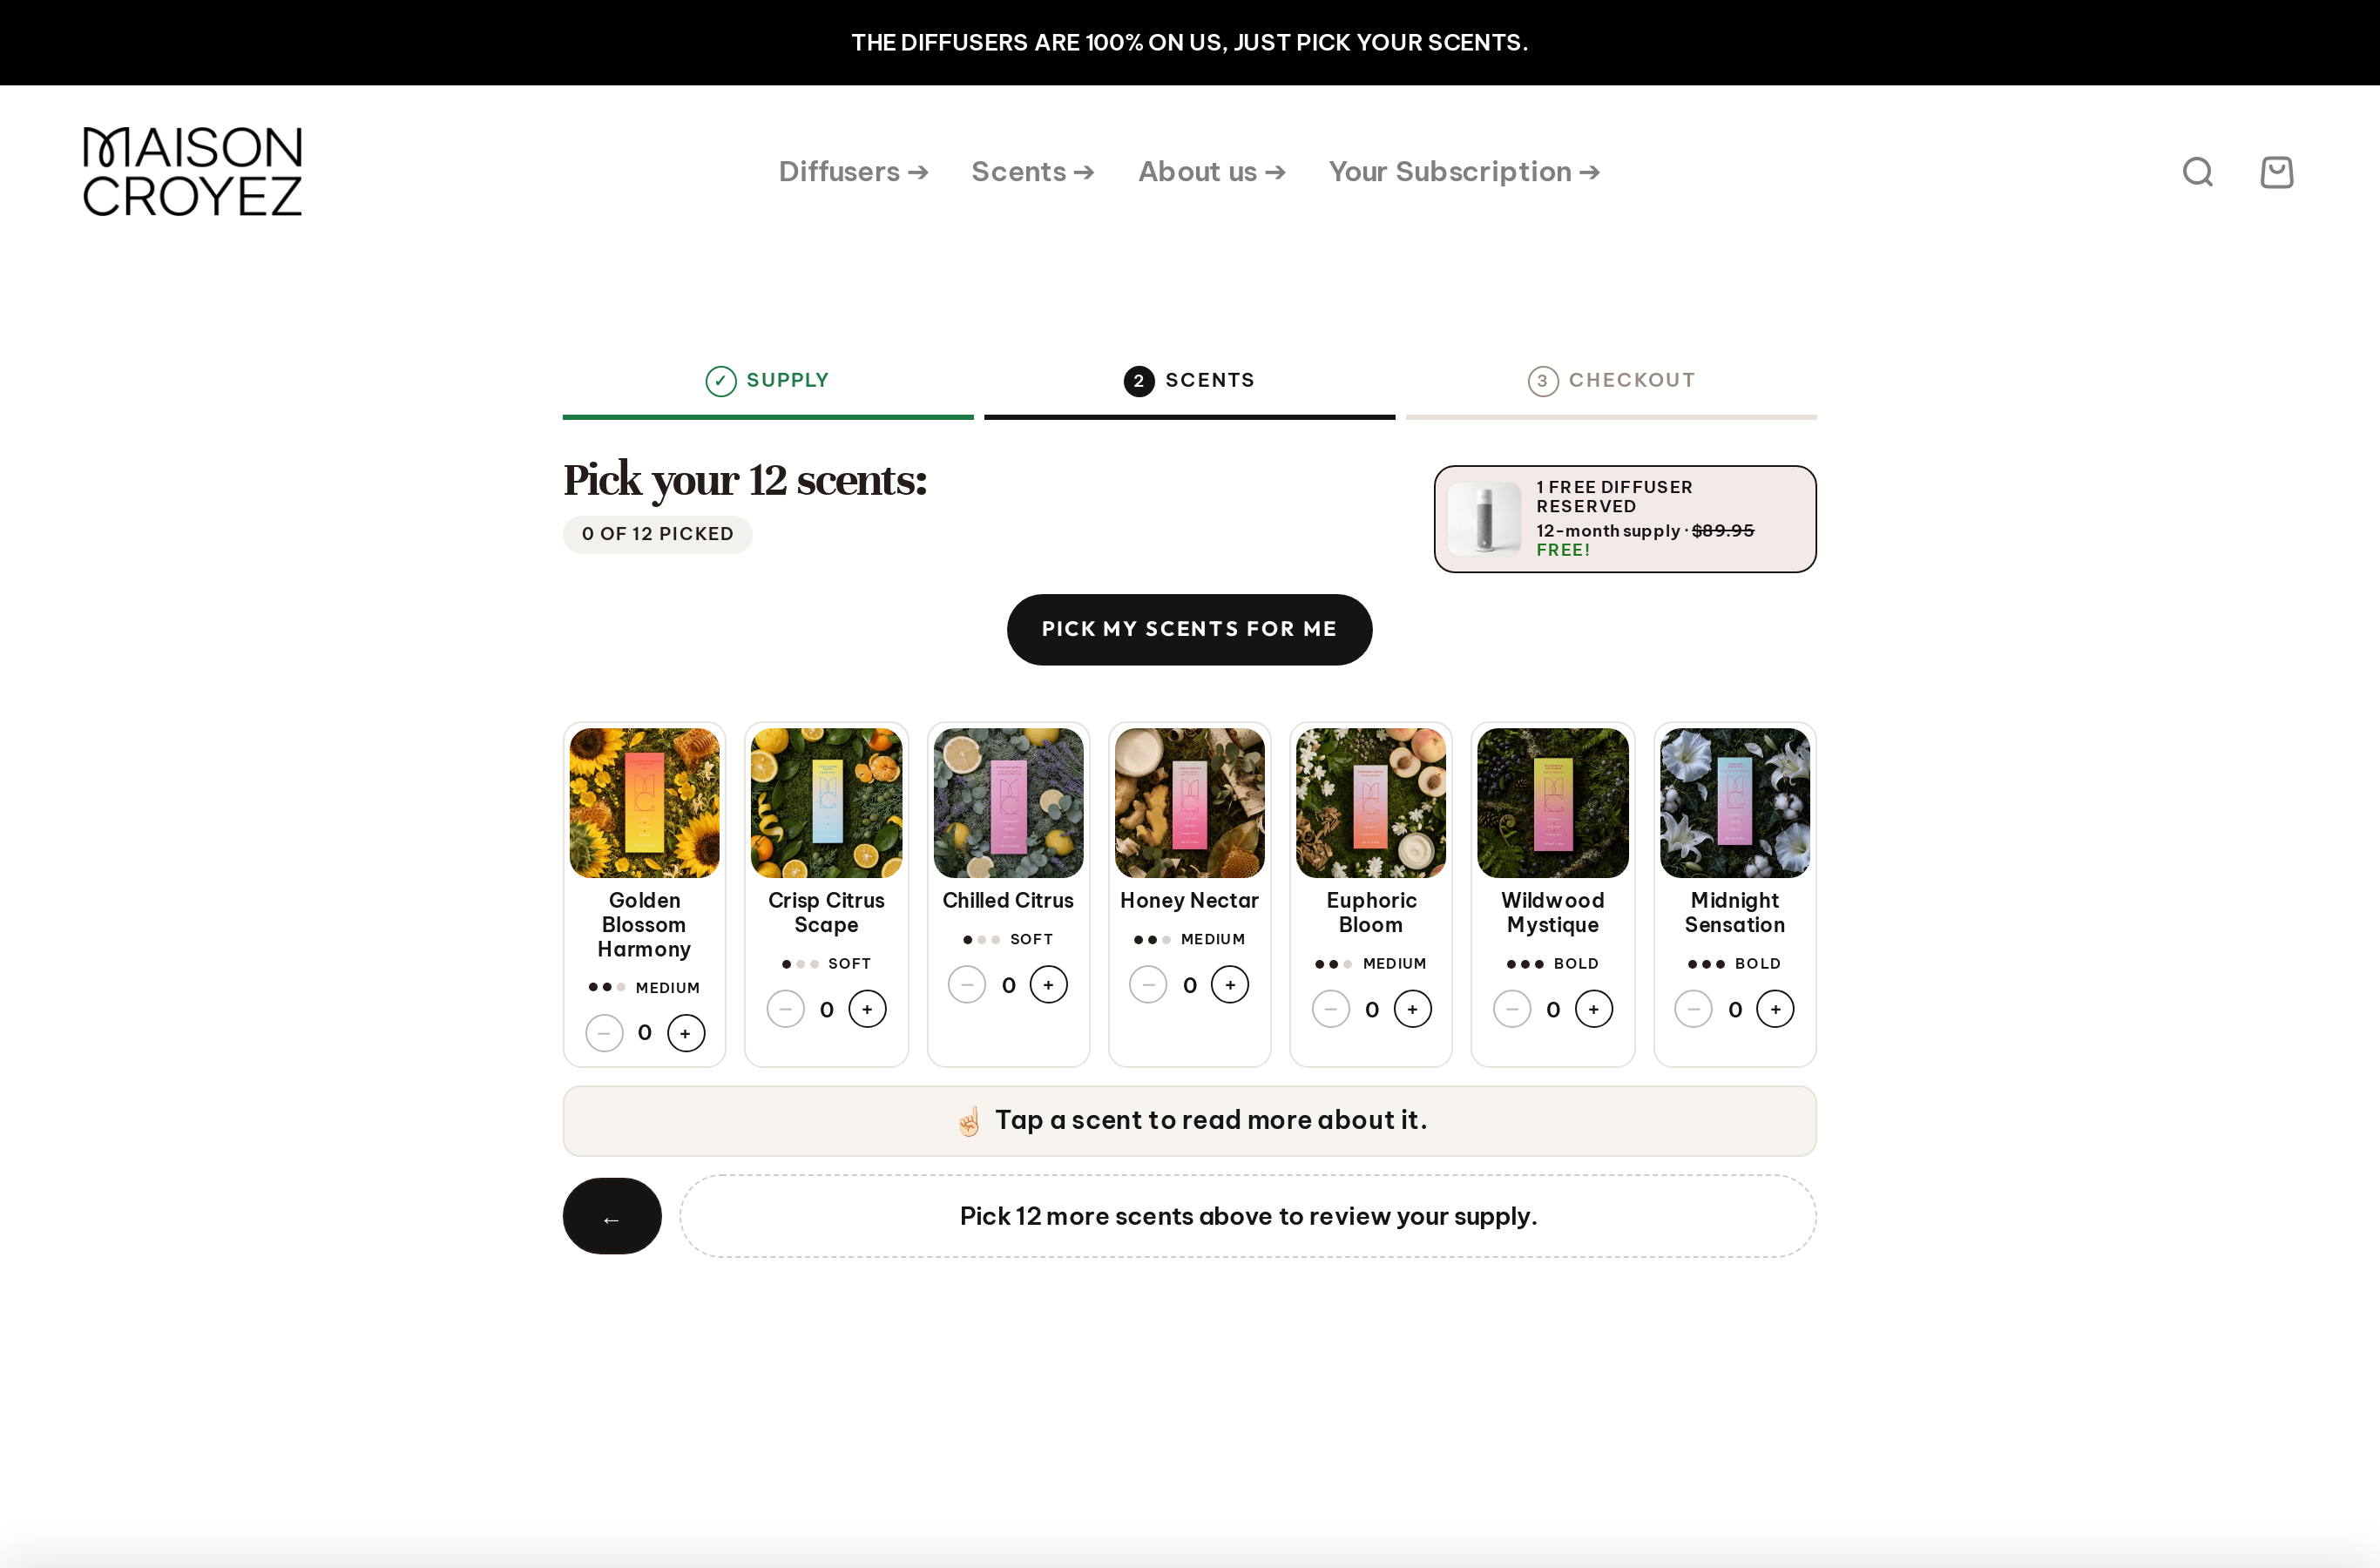 THE DIFFUSERS ARE 100% ON US, JUST PICK YOUR SCENTS.
MAISON
CROYEZ
Diffusers →
Scents →
About us →
Your Subscription →
✓ SUPPLY
2 SCENTS
3 CHECKOUT
Pick your 12 scents:
0 OF 12 PICKED
1 FREE DIFFUSER
RESERVED
12-month supply · $89.95
FREE!
PICK MY SCENTS FOR ME
Golden
Blossom
Harmony
MEDIUM
− 0 +
Crisp Citrus
Scape
SOFT
− 0 +
Chilled Citrus
SOFT
− 0 +
Honey Nectar
MEDIUM
− 0 +
Euphoric
Bloom
MEDIUM
− 0 +
Wildwood
Mystique
BOLD
− 0 +
Midnight
Sensation
BOLD
− 0 +
☝🏻 Tap a scent to read more about it.
←
Pick 12 more scents above to review your supply.